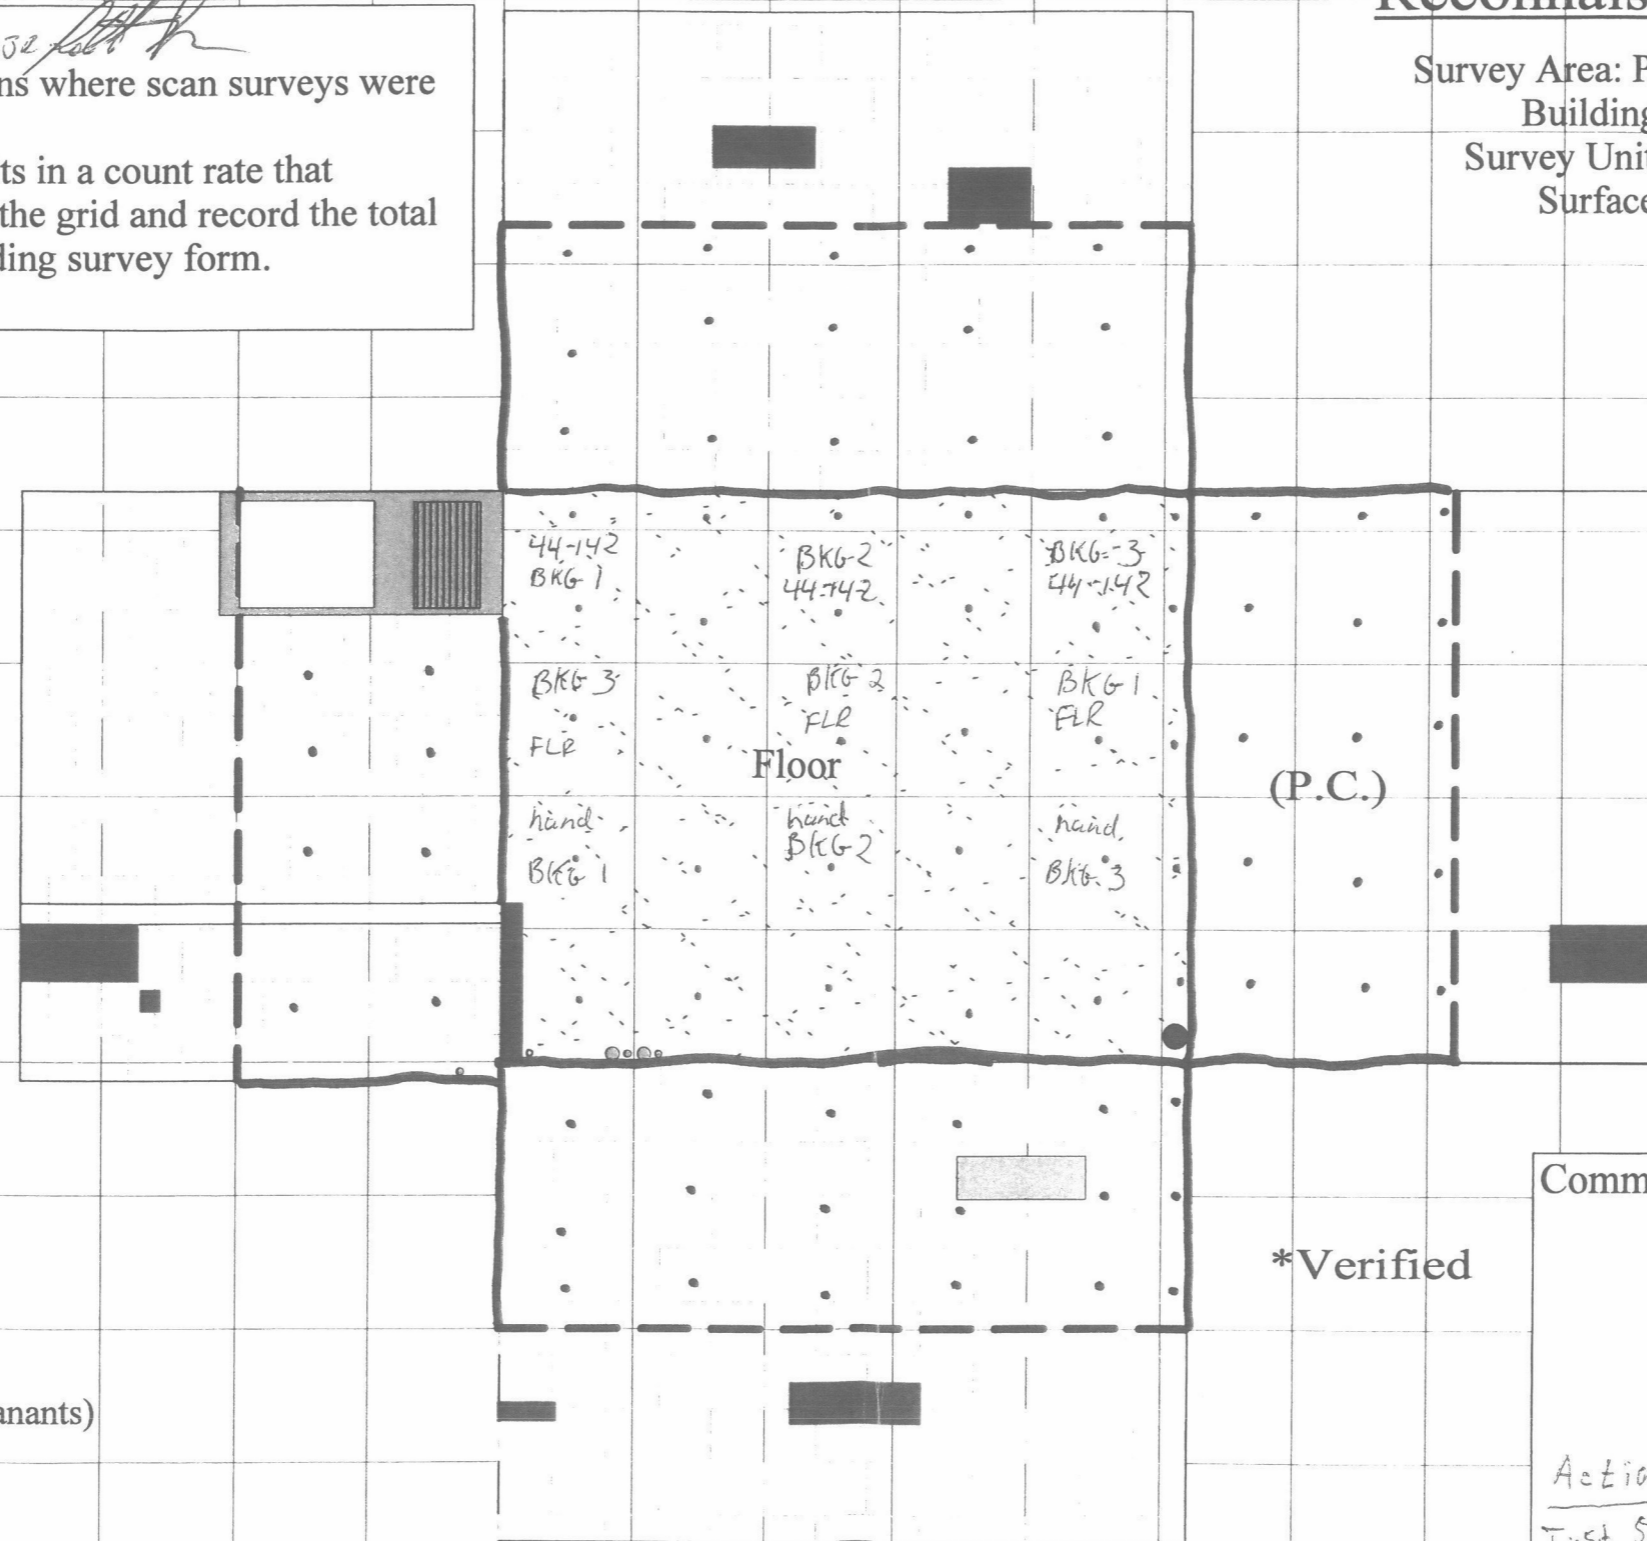 ns where scan surveys were
ts in a count rate that
the grid and record the total
ling survey form.
Survey Area: P
Building
Survey Unit
Surface
44-142
BKG 1
BKG-2
44-142
BKG-3
44-142
BKG 3
FLR
BKG 2
FLR
BKG 1
FLR
Floor
(P.C.)
hand
BKG 1
hand
BKG 2
hand
BKG. 3
Comm
*Verified
anants)
Actio